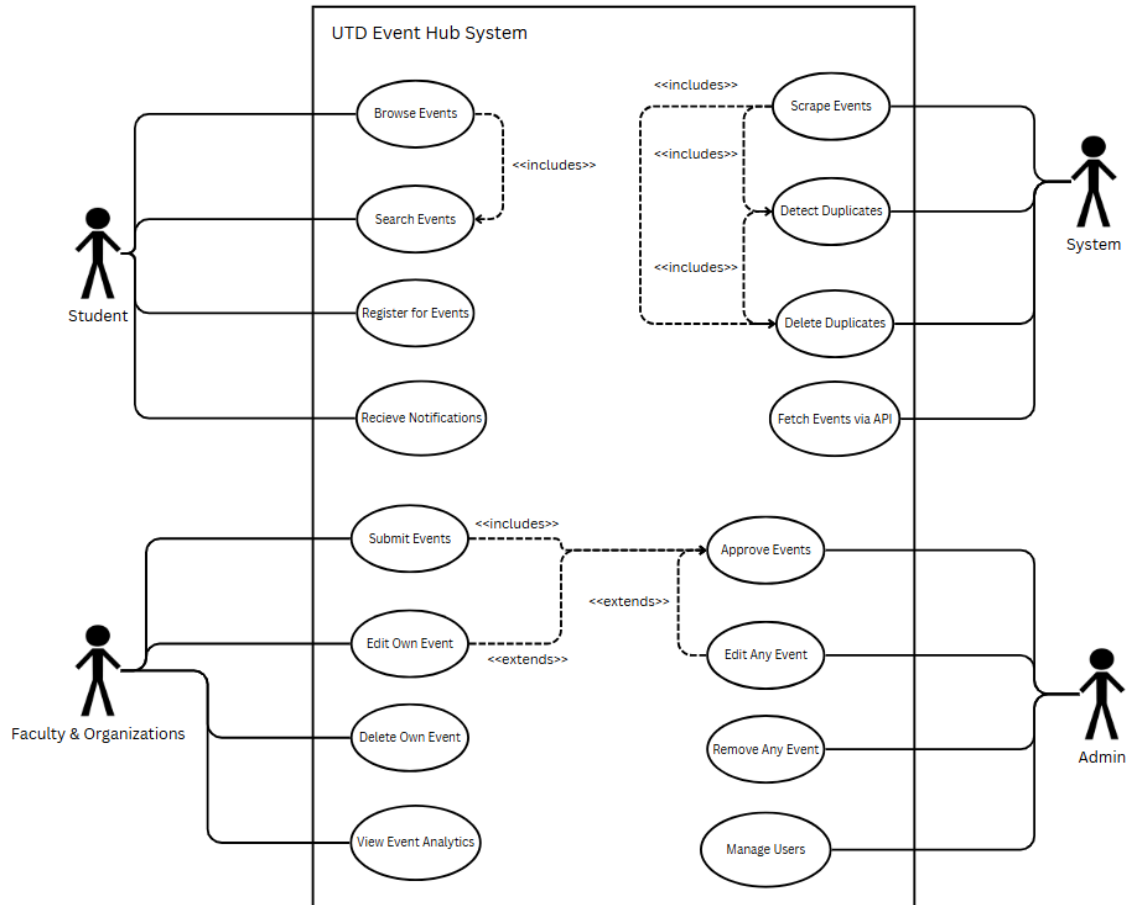 UTD Event Hub System
Browse Events
<<includes>>
Search Events
Register for Events
Recieve Notifications
Student
<<includes>>
Scrape Events
<<includes>>
Detect Duplicates
<<includes>>
Delete Duplicates
Fetch Events via API
System
Submit Events
<<includes>>
Edit Own Event
<<extends>>
Delete Own Event
View Event Analytics
Faculty & Organizations
Approve Events
<<extends>>
Edit Any Event
Remove Any Event
Manage Users
Admin